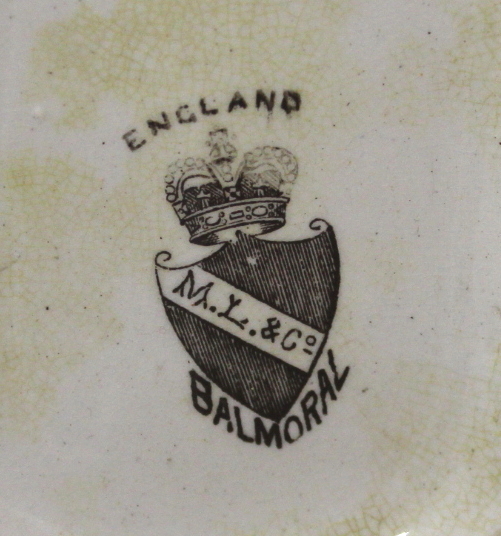 ENGLAND
M. L. & Cº
BALMORAL